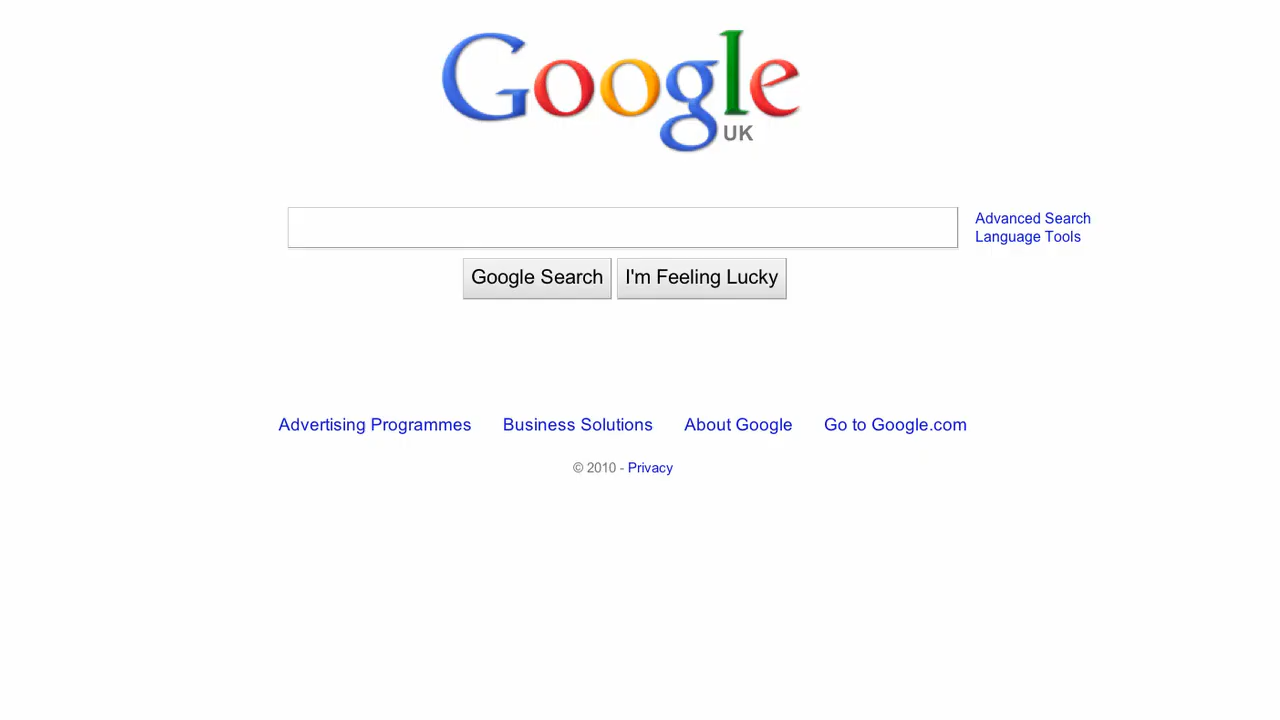 Google
UK
Advanced Search
Language Tools
Google Search
I'm Feeling Lucky
Advertising Programmes
Business Solutions
About Google
Go to Google.com
© 2010 - Privacy